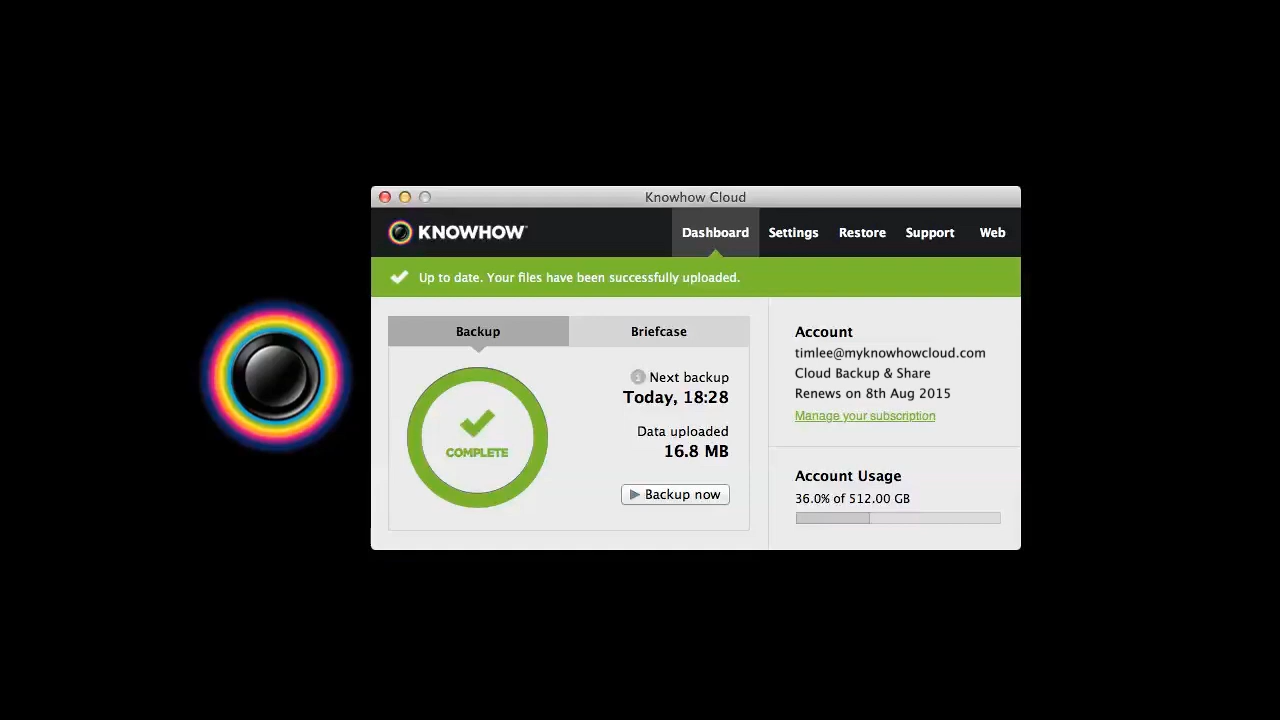 Knowhow Cloud
KNOWHOW™
Dashboard
Settings
Restore
Support
Web
Up to date. Your files have been successfully uploaded.
Backup
Briefcase
COMPLETE
Next backup
Today, 18:28
Data uploaded
16.8 MB
Backup now
Account
timlee@myknowhowcloud.com
Cloud Backup & Share
Renews on 8th Aug 2015
Manage your subscription
Account Usage
36.0% of 512.00 GB